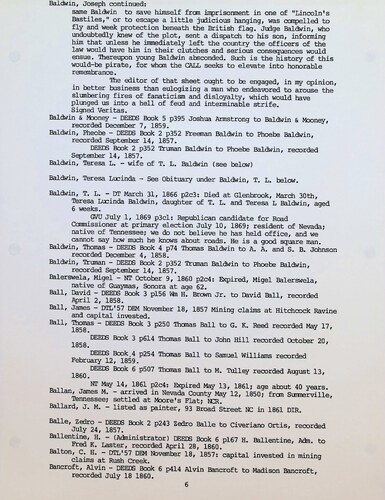 Baldwin, Joseph continued:
same Baldwin to save himself from imprisonment in one of "Lincoln's
Bastiles," or to escape a little judicious hanging, was compelled to
fly and week protection beneath the British flag. Judge Baldwin, who
undoubtedly knew of the plot, sent a dispatch to his son, informing
him that unless he immediately left the country the officers of the
law would have him in their clutches and serious consequences would
ensue. Thereupon young Baldwin absconded. Such is the history of this
would-be pirate, for whom the CALL seeks to elevate into honorable
remembrance.
The editor of that sheet ought to be engaged, in my opinion,
in better business than eulogizing a man who endeavored to arouse the
slumbering fires of fanaticism and disloyalty, which would have
plunged us into a hell of feud and interminable strife.
Signed Veritas.
Baldwin & Mooney - DEEDS Book 5 p395 Joshua Armstrong to Baldwin & Mooney,
recorded December 7, 1859.
Baldwin, Pheobe - DEEDS Book 2 p352 Freeman Baldwin to Phoebe Baldwin,
recorded September 14, 1857.
DEEDS Book 2 p352 Truman Baldwin to Phoebe Baldwin, recorded
September 14, 1857.
Baldwin, Teresa L. - wife of T. L. Baldwin (see below)
Baldwin, Teresa Lucinda - See Obituary under Baldwin, T. L. below.
Baldwin, T. L. - DT March 31, 1866 p2c3: Died at Glenbrook, March 30th,
Teresa Lucinda Baldwin, daughter of T. L. and Teresa L Baldwin, aged
6 weeks.
GVU July 1, 1869 p3c1: Republican candidate for Road
Commissioner at primary election July 10, 1869; resident of Nevada;
native of Tennessee; we do not believe he has held office, and we
cannot say how much he knows about roads. He is a good square man.
Baldwin, Thomas - DEEDS Book 4 p74 Thomas Baldwin to A. A. and S. B. Johnson
recorded December 4, 1858.
Baldwin, Truman - DEEDS Book 2 p352 Truman Baldwin to Phoebe Baldwin,
recorded September 14, 1857.
Balerswela, Migel - NT October 9, 1860 p2c4: Expired, Migel Balerswela,
native of Guaymas, Sonora at age 62.
Ball, David - DEEDS Book 3 p156 Wm H. Brown Jr. to David Ball, recorded
April 2, 1858.
Ball, James - DTL'57 DEM November 18, 1857 Mining claims at Hitchcock Ravine
and capital invested.
Ball, Thomas - DEEDS Book 3 p250 Thomas Ball to G. K. Reed recorded May 17,
1858.
DEEDS Book 3 p614 Thomas Ball to John Hill recorded October 20,
1858.
DEEDS Book 4 p254 Thomas Ball to Samuel Williams recorded
February 12, 1859.
DEEDS Book 6 p507 Thomas Ball to M. Tulley recorded August 13,
1860.
NT May 14, 1861 p2c4: Expired May 13, 1861; age about 40 years.
Ballan, James M. - arrived in Nevada County May 12, 1850; from Summerville,
Tennessee; settled at Moore's Flat; NCR.
Ballard, J. M. - listed as painter, 93 Broad Street NC in 1861 DIR.
Balle, Zedro - DEEDS Book 2 p243 Zedro Balle to Civeriano Ortis, recorded
July 24, 1857.
Ballentine, H. - (Administrator) DEEDS Book 6 p167 H. Ballentine, Adm. to
Fred K. Laster, recorded April 28, 1860.
Balton, C. H. - DTL'57 DEM November 18, 1857: capital invested in mining
claims at Rush Creek.
Bancroft, Alvin - DEEDS Book 6 p414 Alvin Bancroft to Madison Bancroft,
recorded July 18 1860.
6